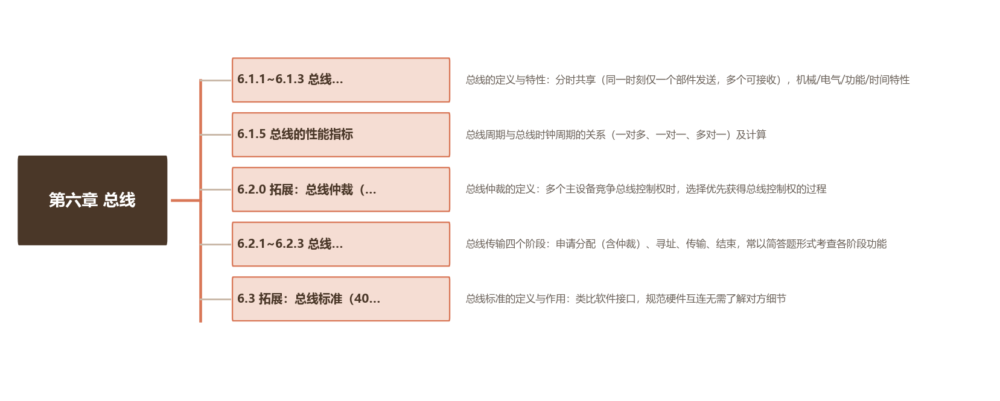 第六章 总线
6.1.1~6.1.3 总线...
总线的定义与特性：分时共享（同一时刻仅一个部件发送，多个可接收），机械/电气/功能/时间特性
6.1.5 总线的性能指标
总线周期与总线时钟周期的关系（一对多、一对一、多对一）及计算
6.2.0 拓展：总线仲裁（...
总线仲裁的定义：多个主设备竞争总线控制权时，选择优先获得总线控制权的过程
6.2.1~6.2.3 总线...
总线传输四个阶段：申请分配（含仲裁）、寻址、传输、结束，常以简答题形式考查各阶段功能
6.3 拓展：总线标准（40...
总线标准的定义与作用：类比软件接口，规范硬件互连无需了解对方细节